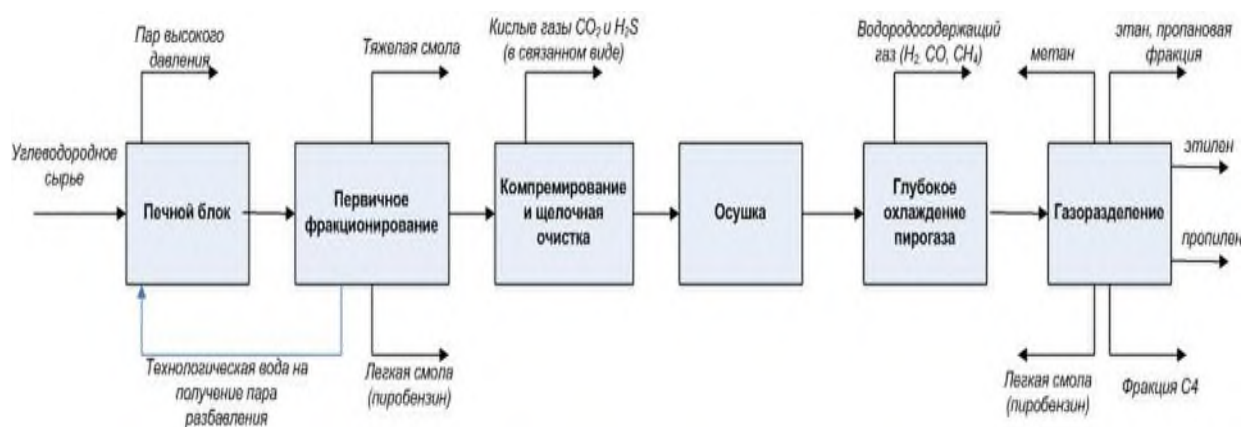 Пар высокого
давления
Тяжелая смола
Кислые газы CO₂ и H₂S
(в связанном виде)
Водородосодержащий
газ (H₂, CO, CH₄)
метан
этан, пропановая
фракция
Углеводородное
сырье
Печной блок
Первичное
фракционирование
Компремирование
и щелочная
очистка
Осушка
Глубокое
охлаждение
пирогаза
Газоразделение
этилен
пропилен
Технологическая вода на
получение пара
разбавления
Легкая смола
(пиробензин)
Легкая смола
(пиробензин)
Фракция С4